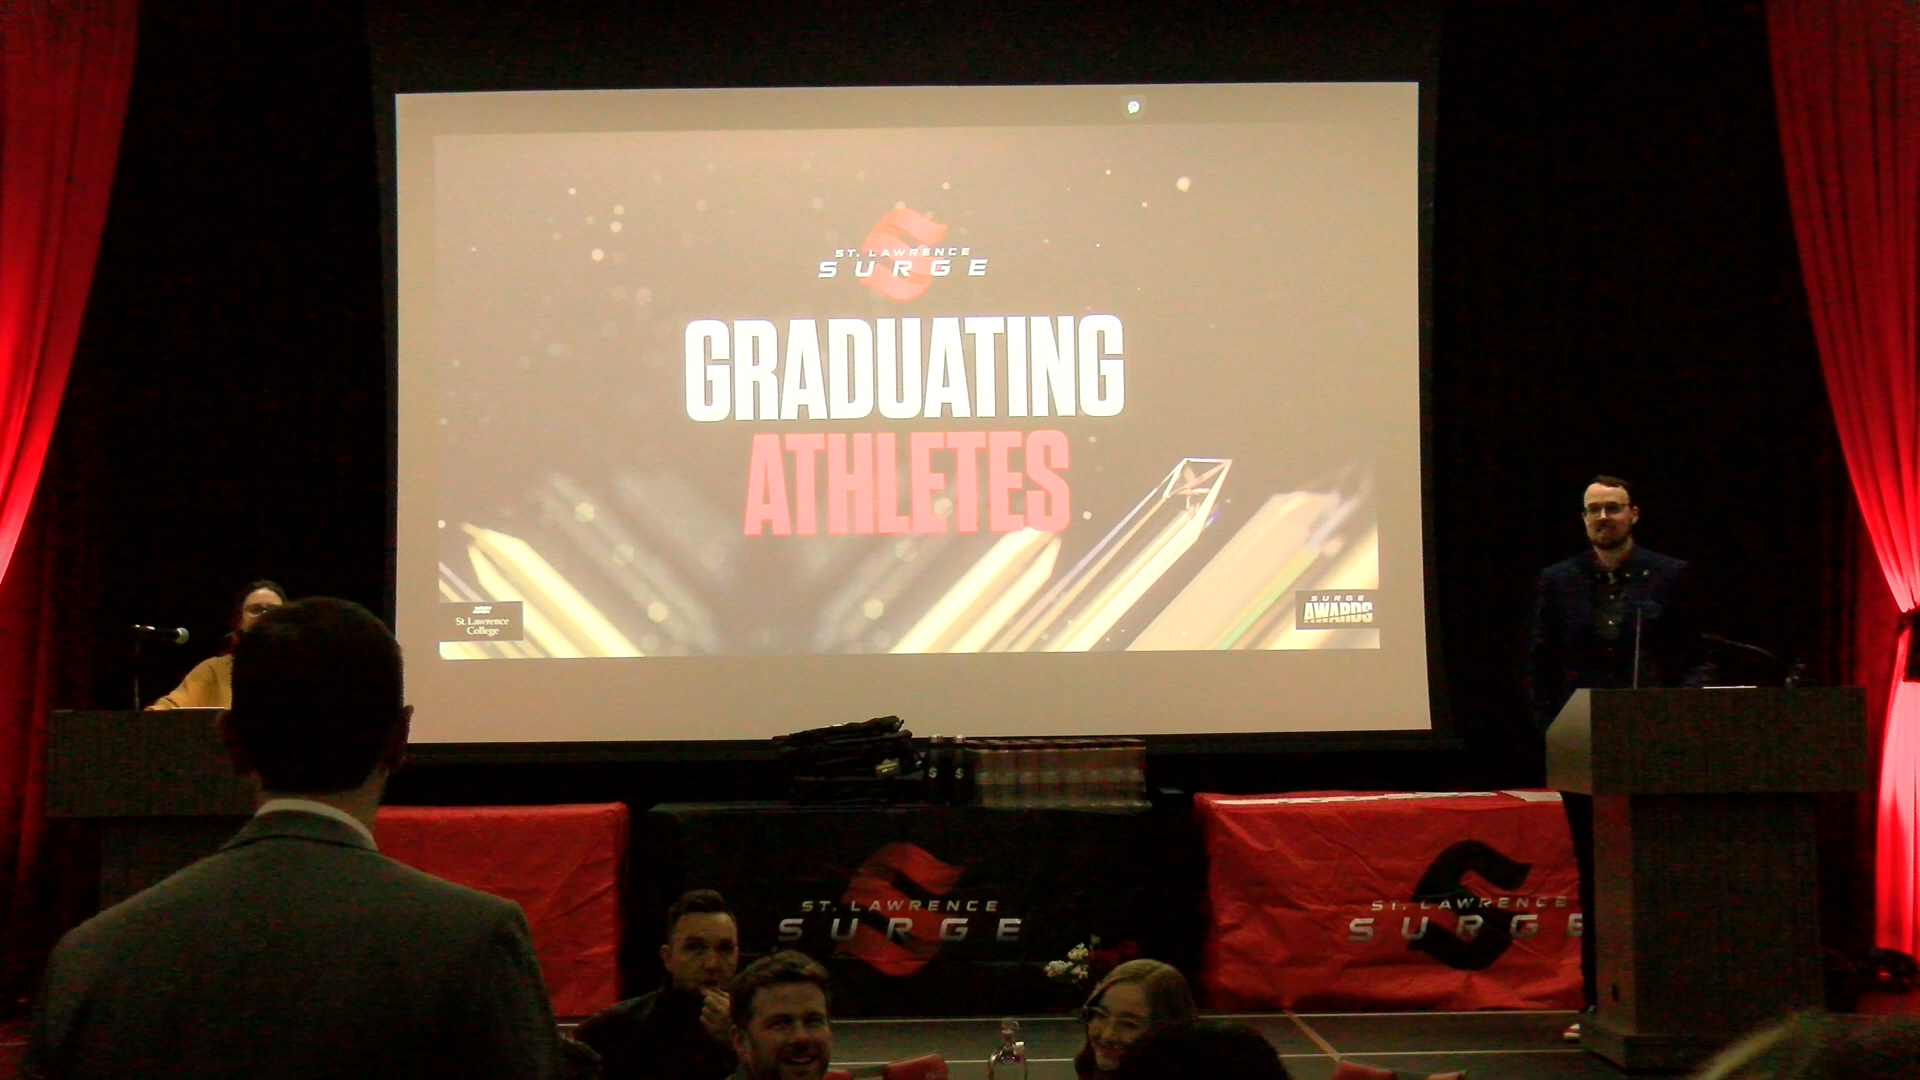 ST. LAWRENCE
SURGE
GRADUATING
ATHLETES
St. Lawrence
College
SURGE
AWARDS
S S
ST. LAWRENCE
SURGE
ST. LAWRENCE
SURGE